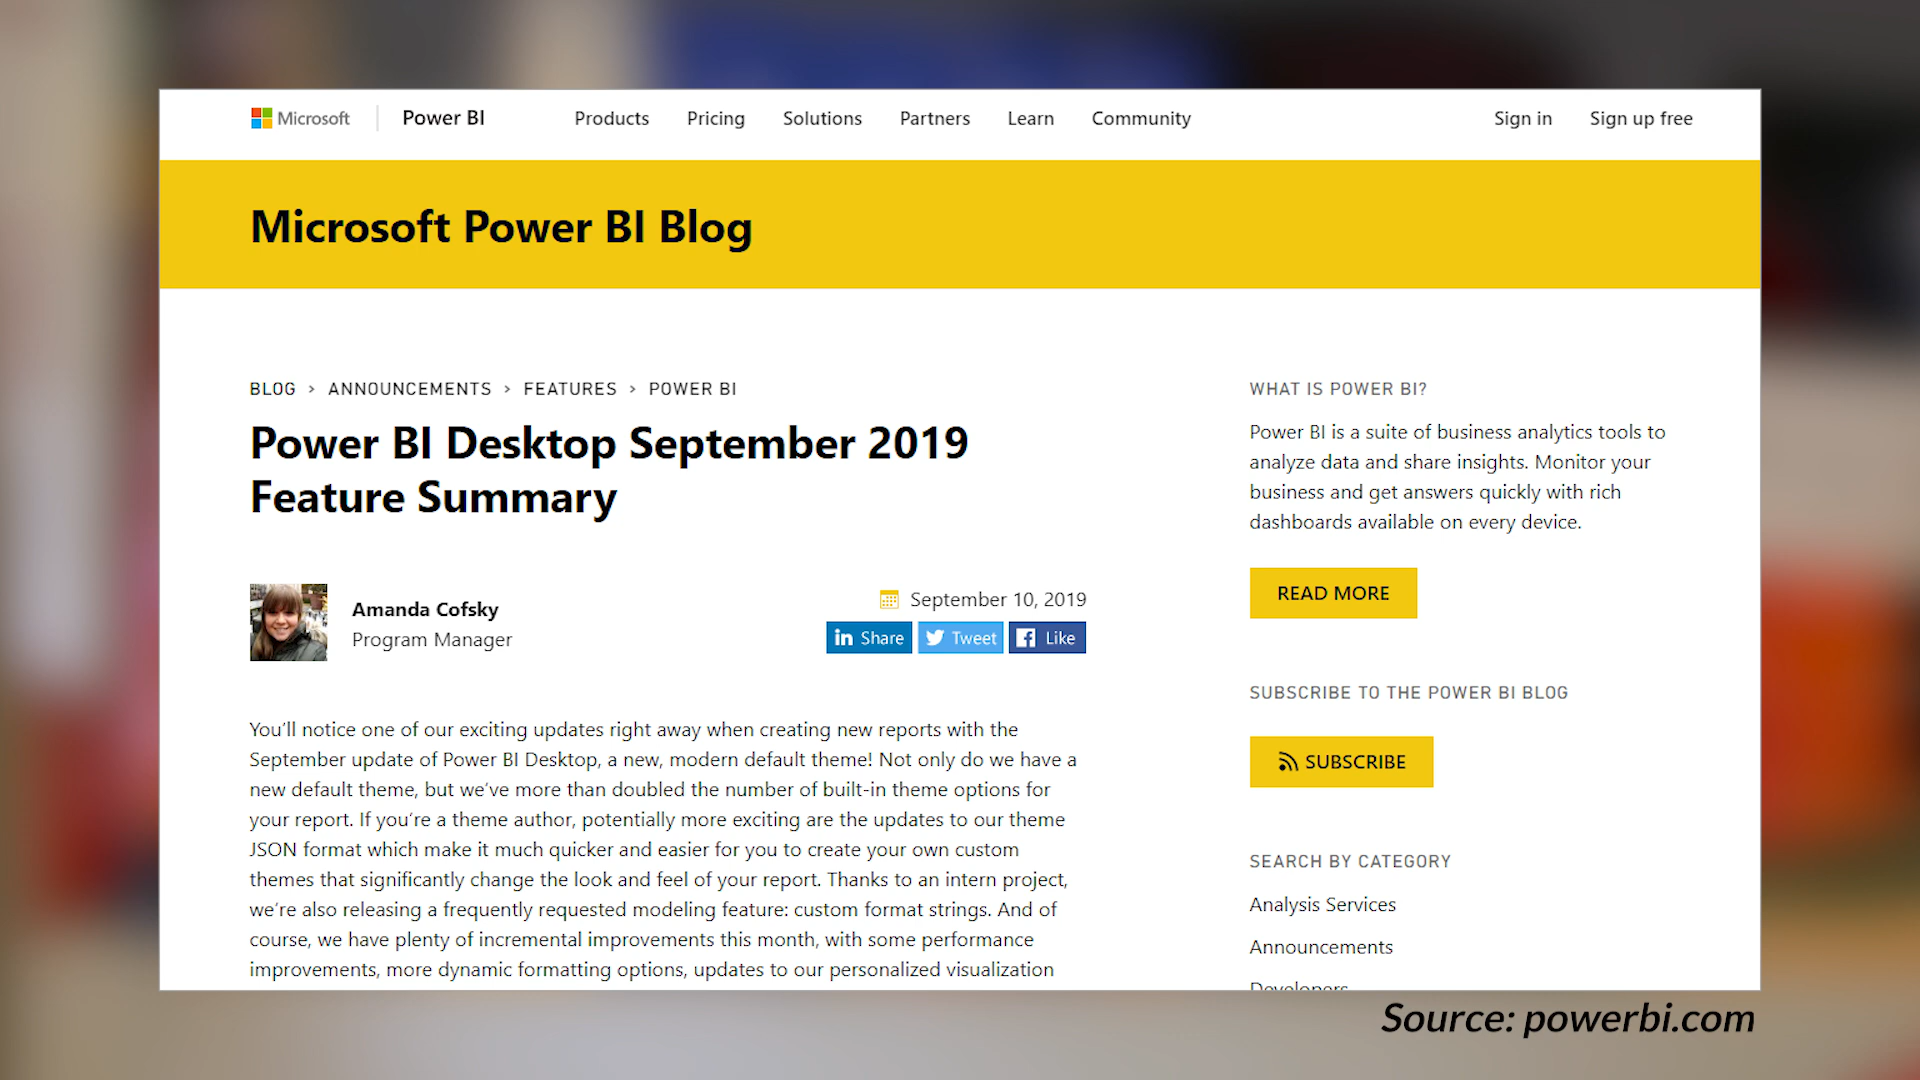 Microsoft Power BI Products Pricing Solutions Partners Learn Community Sign in Sign up free
Microsoft Power BI Blog
BLOG > ANNOUNCEMENTS > FEATURES > POWER BI
Power BI Desktop September 2019
Feature Summary
Amanda Cofsky
Program Manager
September 10, 2019
in Share Tweet Like
You’ll notice one of our exciting updates right away when creating new reports with the
September update of Power BI Desktop, a new, modern default theme! Not only do we have a
new default theme, but we’ve more than doubled the number of built-in theme options for
your report. If you’re a theme author, potentially more exciting are the updates to our theme
JSON format which make it much quicker and easier for you to create your own custom
themes that significantly change the look and feel of your report. Thanks to an intern project,
we’re also releasing a frequently requested modeling feature: custom format strings. And of
course, we have plenty of incremental improvements this month, with some performance
improvements, more dynamic formatting options, updates to our personalized visualization
WHAT IS POWER BI?
Power BI is a suite of business analytics tools to
analyze data and share insights. Monitor your
business and get answers quickly with rich
dashboards available on every device.
READ MORE
SUBSCRIBE TO THE POWER BI BLOG
SUBSCRIBE
SEARCH BY CATEGORY
Analysis Services
Announcements
Developers
Source: powerbi.com